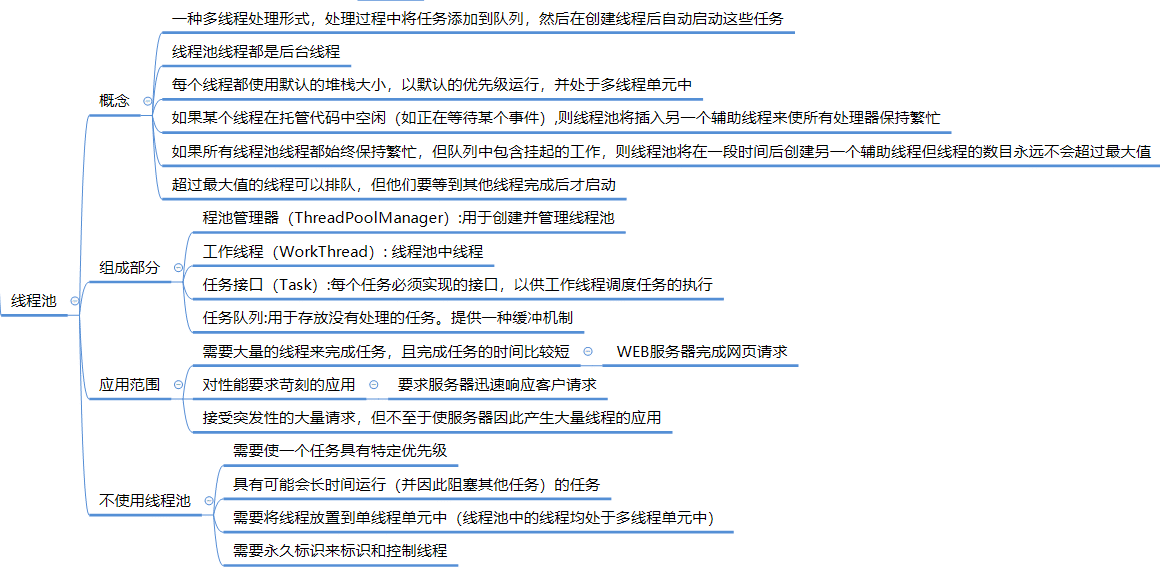 线程池
概念
一种多线程处理形式，处理过程中将任务添加到队列，然后在创建线程后自动启动这些任务
线程池线程都是后台线程
每个线程都使用默认的堆栈大小，以默认的优先级运行，并处于多线程单元中
如果某个线程在托管代码中空闲（如正在等待某个事件）,则线程池将插入另一个辅助线程来使所有处理器保持繁忙
如果所有线程池线程都始终保持繁忙，但队列中包含挂起的工作，则线程池将在一段时间后创建另一个辅助线程但线程的数目永远不会超过最大值
超过最大值的线程可以排队，但他们要等到其他线程完成后才启动
组成部分
程池管理器（ThreadPoolManager）:用于创建并管理线程池
工作线程（WorkThread）: 线程池中线程
任务接口（Task）:每个任务必须实现的接口，以供工作线程调度任务的执行
任务队列:用于存放没有处理的任务。提供一种缓冲机制
应用范围
需要大量的线程来完成任务，且完成任务的时间比较短
WEB服务器完成网页请求
对性能要求苛刻的应用
要求服务器迅速响应客户请求
接受突发性的大量请求，但不至于使服务器因此产生大量线程的应用
不使用线程池
需要使一个任务具有特定优先级
具有可能会长时间运行（并因此阻塞其他任务）的任务
需要将线程放置到单线程单元中（线程池中的线程均处于多线程单元中）
需要永久标识来标识和控制线程